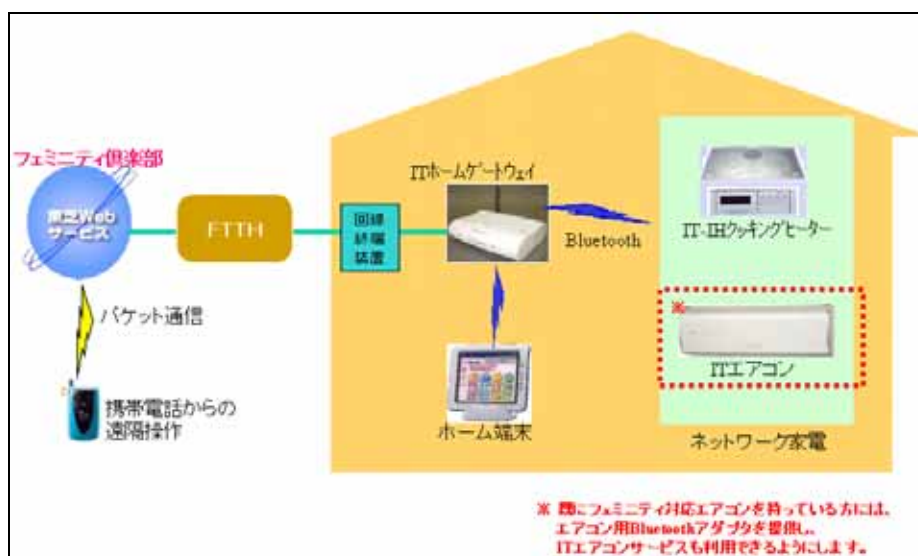 フェミニティ倶楽部
東芝Web
サービス
FTTH
回線
終端
装置
ITホームゲートウェイ
Bluetooth
IT-IHクッキングヒーター
※
ITエアコン
ネットワーク家電
ホーム端末
パケット通信
携帯電話からの
遠隔操作
※ 既にフェミニティ対応エアコンを持っている方には、
エアコン用Bluetoothアダプタを提供し、
ITエアコンサービスも利用できるようにします。